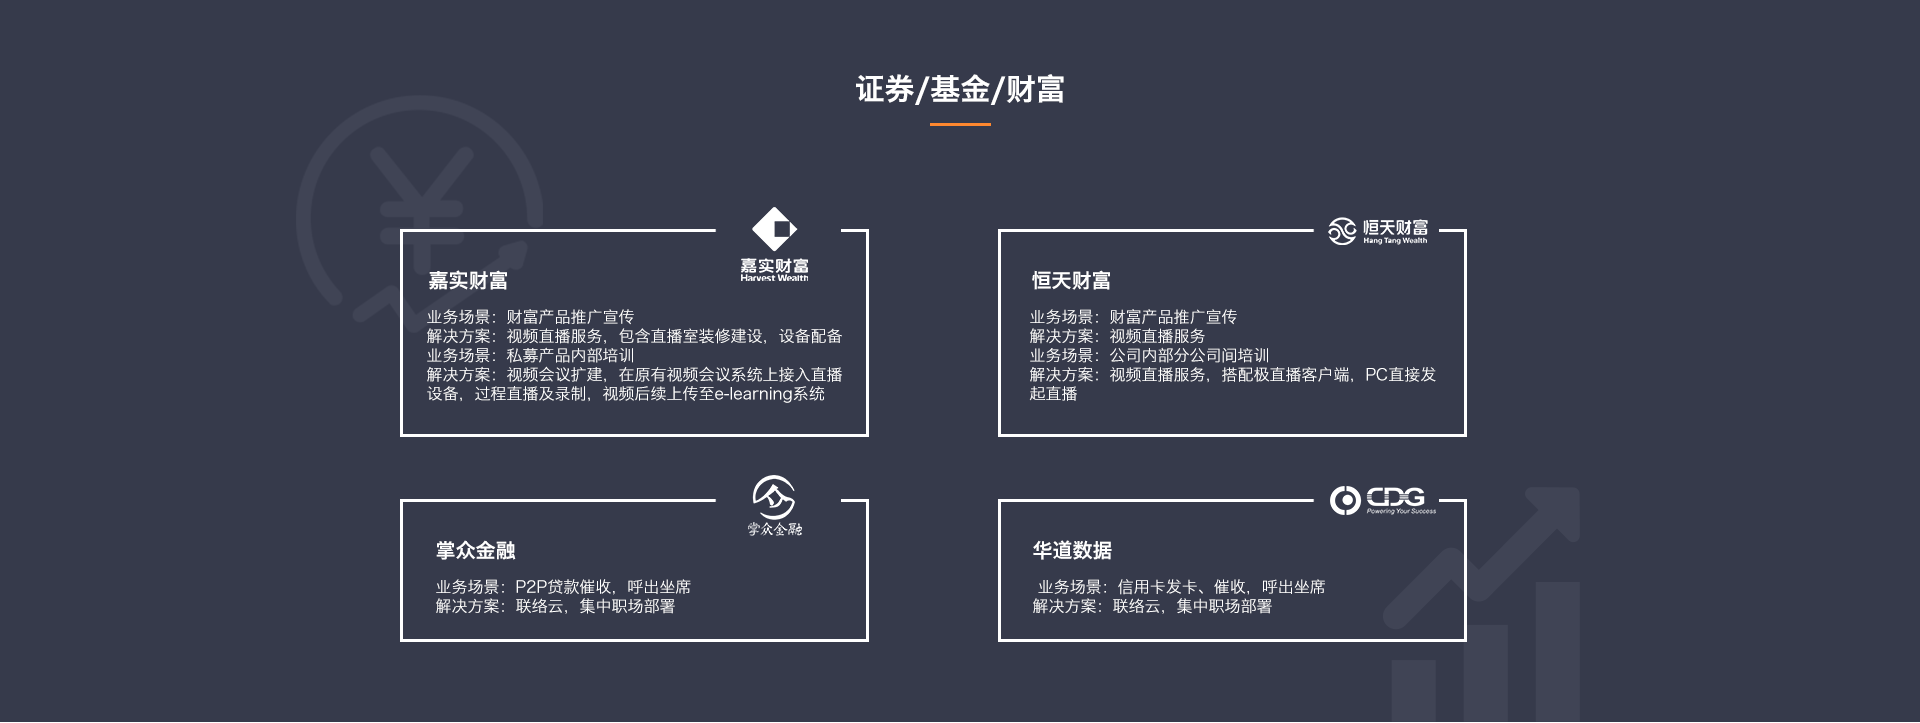 证券/基金/财富
嘉实财富
Harvest Wealth
嘉实财富
业务场景：财富产品推广宣传
解决方案：视频直播服务，包含直播室装修建设，设备配备
业务场景：私募产品内部培训
解决方案：视频会议扩建，在原有视频会议系统上接入直播
设备，过程直播及录制，视频后续上传至e-learning系统
恒天财富
Hang Tang Wealth
恒天财富
业务场景：财富产品推广宣传
解决方案：视频直播服务
业务场景：公司内部分公司间培训
解决方案：视频直播服务，搭配极直播客户端，PC直接发
起直播
掌众金融
掌众金融
业务场景：P2P贷款催收，呼出坐席
解决方案：联络云，集中职场部署
CDG
Powering Your Success
华道数据
业务场景：信用卡发卡、催收，呼出坐席
解决方案：联络云，集中职场部署